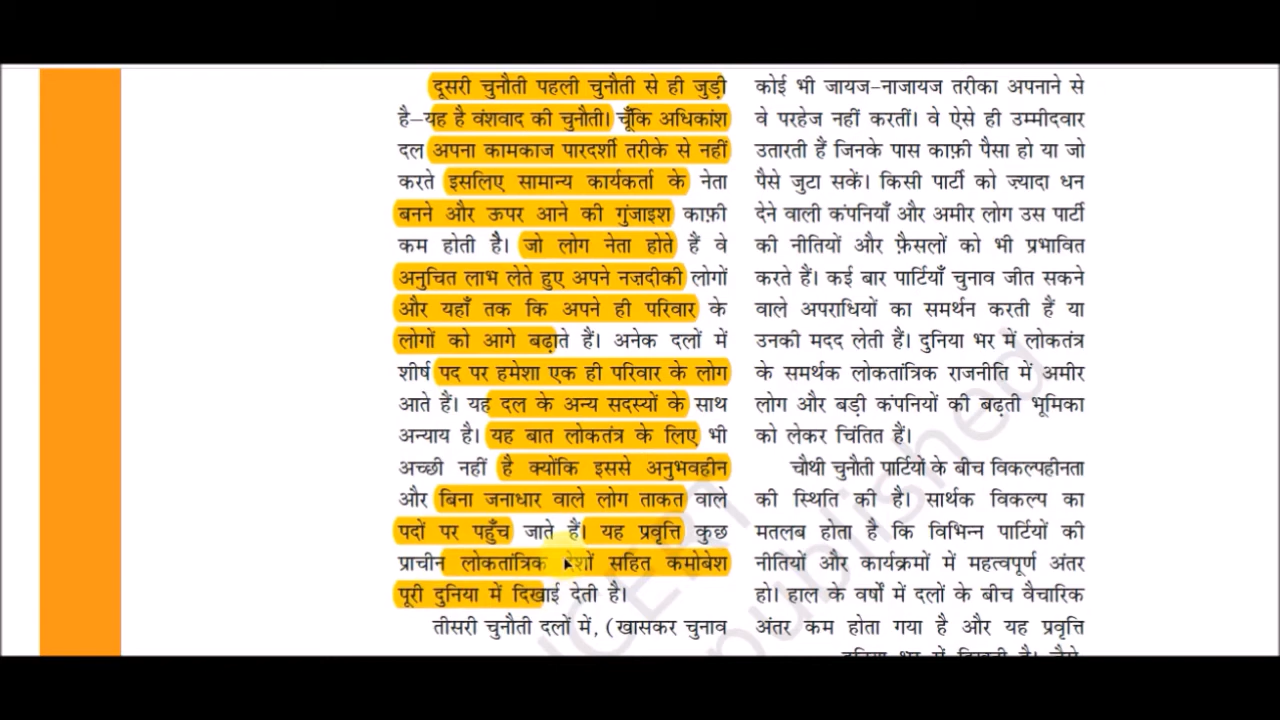 दूसरी चुनौती पहली चुनौती से ही जुड़ी
है–यह है वंशवाद की चुनौती। चूँकि अधिकांश
दल अपना कामकाज पारदर्शी तरीके से नहीं
करते इसलिए सामान्य कार्यकर्ता के नेता
बनने और ऊपर आने की गुंजाइश काफ़ी
कम होती है। जो लोग नेता होते हैं वे
अनुचित लाभ लेते हुए अपने नज़दीकी लोगों
और यहाँ तक कि अपने ही परिवार के
लोगों को आगे बढ़ाते हैं। अनेक दलों में
शीर्ष पद पर हमेशा एक ही परिवार के लोग
आते हैं। यह दल के अन्य सदस्यों के साथ
अन्याय है। यह बात लोकतंत्र के लिए भी
अच्छी नहीं है क्योंकि इससे अनुभवहीन
और बिना जनाधार वाले लोग ताकत वाले
पदों पर पहुँच जाते हैं। यह प्रवृत्ति कुछ
प्राचीन लोकतांत्रिक देशों सहित कमोबेश
पूरी दुनिया में दिखाई देती है।
तीसरी चुनौती दलों में, (खासकर चुनाव
कोई भी जायज-नाजायज तरीका अपनाने से
वे परहेज नहीं करतीं। वे ऐसे ही उम्मीदवार
उतारती हैं जिनके पास काफ़ी पैसा हो या जो
पैसे जुटा सकें। किसी पार्टी को ज़्यादा धन
देने वाली कंपनियाँ और अमीर लोग उस पार्टी
की नीतियों और फ़ैसलों को भी प्रभावित
करते हैं। कई बार पार्टियाँ चुनाव जीत सकने
वाले अपराधियों का समर्थन करती हैं या
उनकी मदद लेती हैं। दुनिया भर में लोकतंत्र
के समर्थक लोकतांत्रिक राजनीति में अमीर
लोग और बड़ी कंपनियों की बढ़ती भूमिका
को लेकर चिंतित हैं।
चौथी चुनौती पार्टियों के बीच विकल्पहीनता
की स्थिति की है। सार्थक विकल्प का
मतलब होता है कि विभिन्न पार्टियों की
नीतियों और कार्यक्रमों में महत्वपूर्ण अंतर
हो। हाल के वर्षों में दलों के बीच वैचारिक
अंतर कम होता गया है और यह प्रवृत्ति
दुनिया भर में दिखती है। जैसे,
NCERT
published